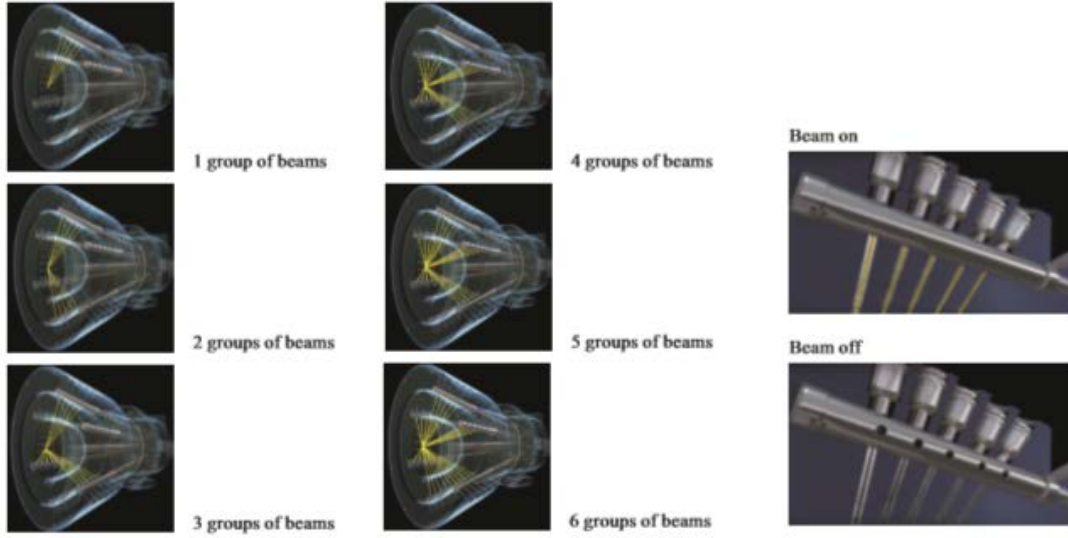 1 group of beams
4 groups of beams
Beam on
2 groups of beams
5 groups of beams
Beam off
3 groups of beams
6 groups of beams